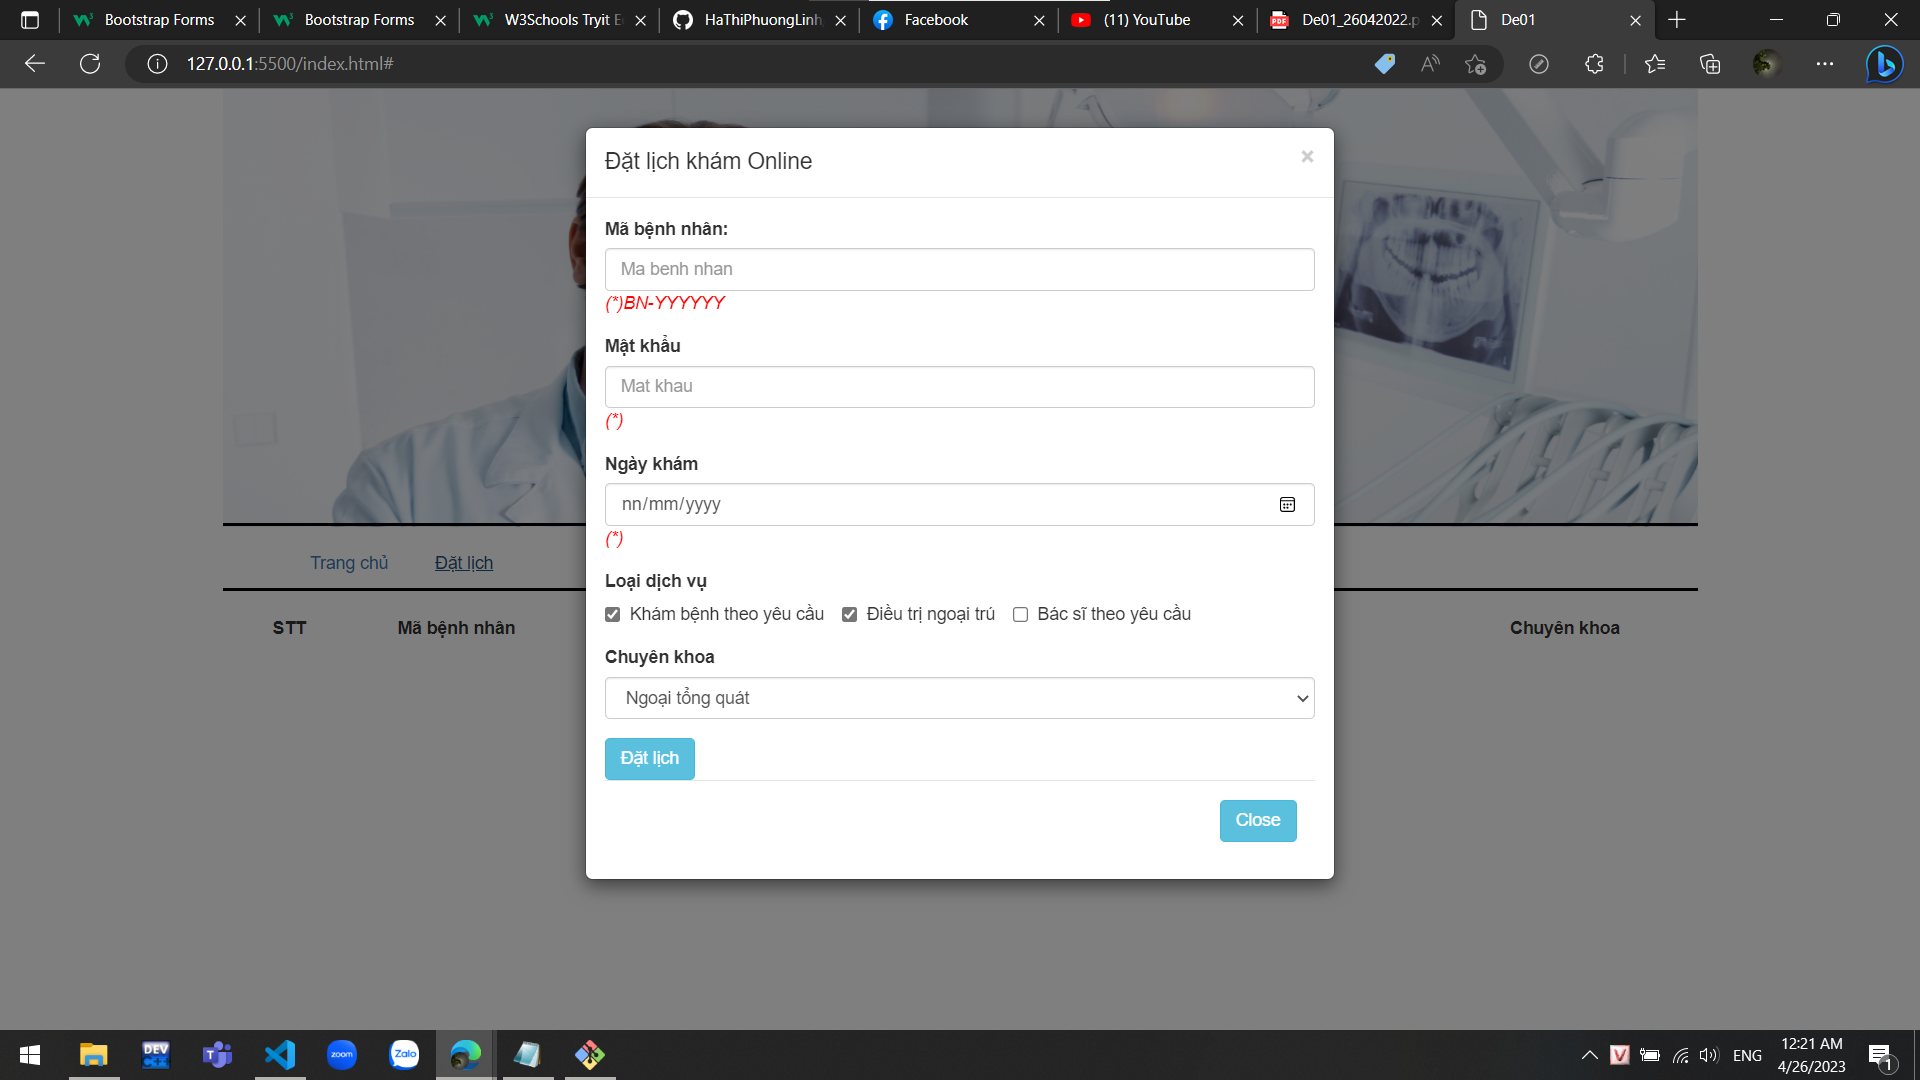 Bootstrap Forms
Bootstrap Forms
W3Schools Tryit E
HaThiPhuongLinh
Facebook
(11) YouTube
De01_26042022.p
De01
127.0.0.1:5500/index.html#
Đặt lịch khám Online
×
Mã bệnh nhân:
Ma benh nhan
(*)BN-YYYYYY
Mật khẩu
Mat khau
(*)
Ngày khám
nn/mm/yyyy
(*)
Trang chủ Đặt lịch
Loại dịch vụ
Khám bệnh theo yêu cầu Điều trị ngoại trú Bác sĩ theo yêu cầu
STT Mã bệnh nhân Chuyên khoa
Chuyên khoa
Ngoại tổng quát
Đặt lịch
Close
DEV C++
zoom
Zalo
ENG
12:21 AM
4/26/2023
1